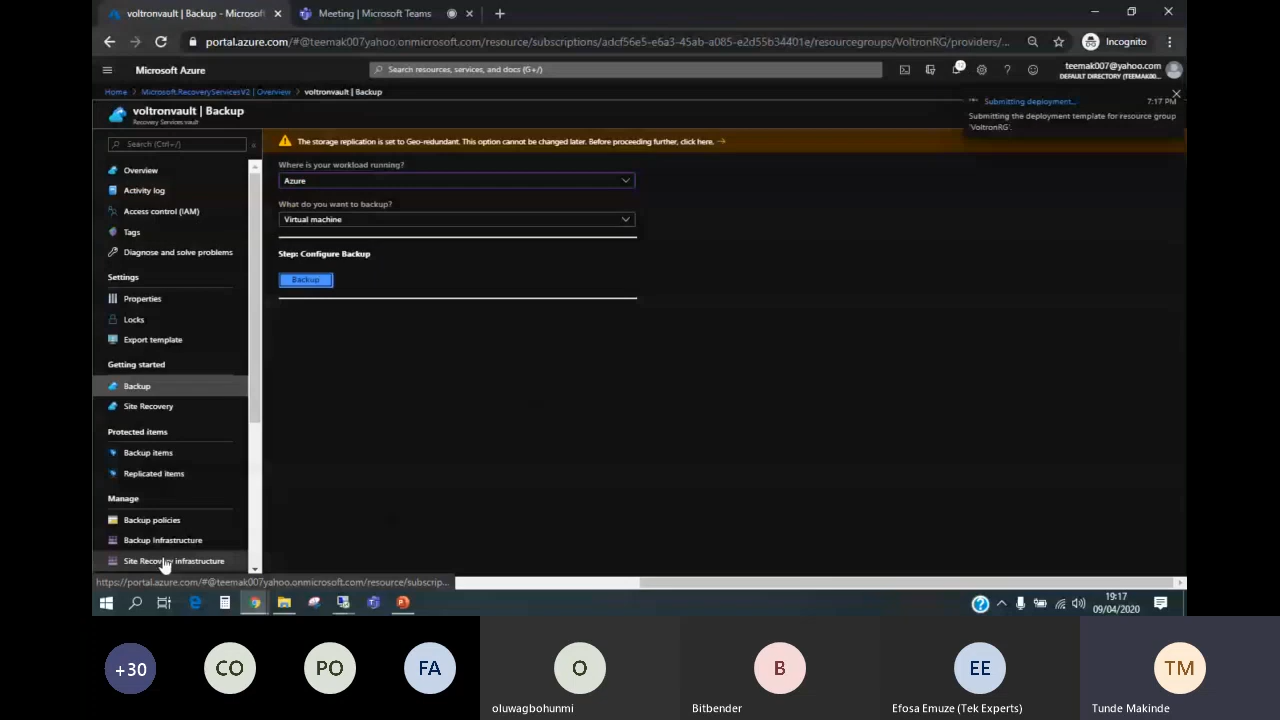 voltronvault | Backup - Microsof
Meeting | Microsoft Teams
portal.azure.com/#@teemak007yahoo.onmicrosoft.com/resource/subscriptions/adcf56e5-e6a3-45ab-a085-e2d55b34401e/resourcegroups/VoltronRG/providers/...
Incognito
Microsoft Azure
Search resources, services, and docs (G+/)
teemak007@yahoo.com
DEFAULT DIRECTORY (TEEMAK00...
Home > Microsoft.RecoveryServicesV2 | Overview > voltronvault | Backup
voltronvault | Backup
Recovery Services vault
Submitting deployment...
7:17 PM
Submitting the deployment template for resource group
'VoltronRG'.
Search (Ctrl+/)
Overview
Activity log
Access control (IAM)
Tags
Diagnose and solve problems
Settings
Properties
Locks
Export template
Getting started
Backup
Site Recovery
Protected items
Backup items
Replicated items
Manage
Backup policies
Backup Infrastructure
Site Recovery infrastructure
The storage replication is set to Geo-redundant. This option cannot be changed later. Before proceeding further, click here. →
Where is your workload running?
Azure
What do you want to backup?
Virtual machine
Step: Configure Backup
Backup
https://portal.azure.com/#@teemak007yahoo.onmicrosoft.com/resource/subscrip...
19:17
09/04/2020
+30
CO
PO
FA
O
oluwagbohunmi
B
Bitbender
EE
Efosa Emuze (Tek Experts)
TM
Tunde Makinde